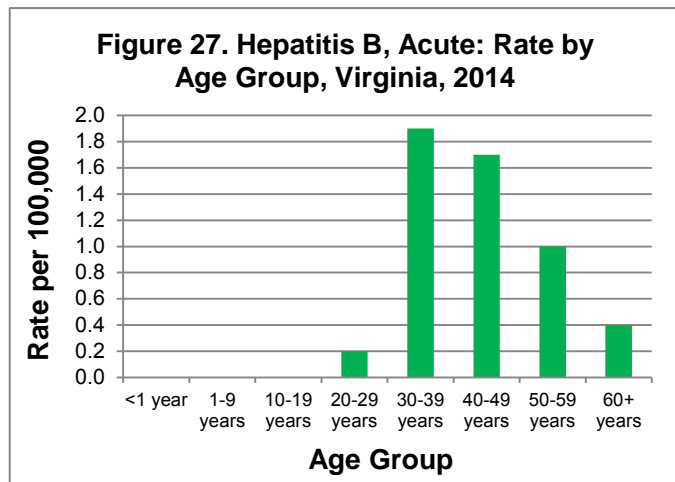 Figure 27. Hepatitis B, Acute: Rate by
Age Group, Virginia, 2014
Rate per 100,000
2.0
1.8
1.6
1.4
1.2
1.0
0.8
0.6
0.4
0.2
0.0
<1 year 1-9 10-19 20-29 30-39 40-49 50-59 60+
years years years years years years years
Age Group